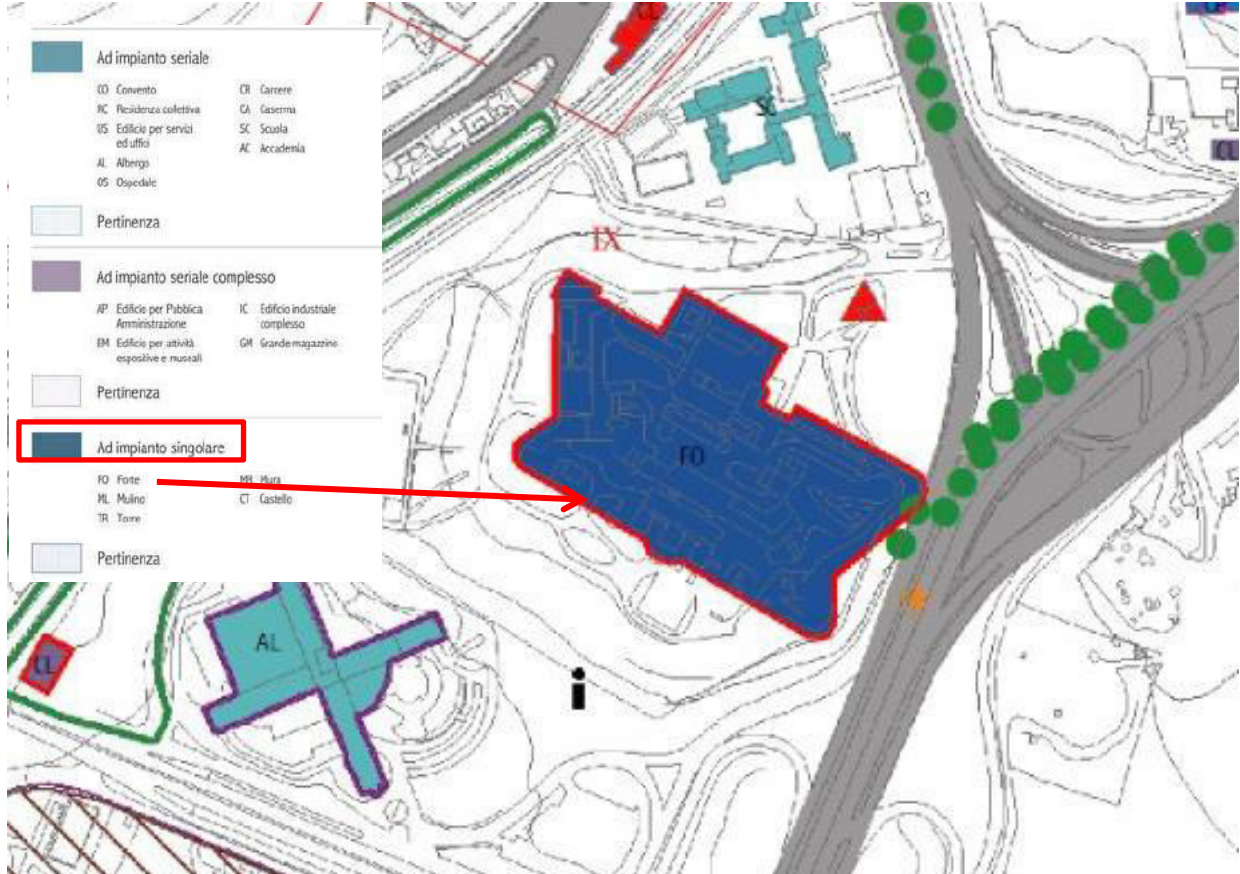 Ad impianto seriale
CO Convento
RC Residenza collettiva
US Edificio per servizi
ed uffici
AL Albergo
OS Ospedale
CR Carcere
CA Caserma
SC Scuola
AC Accademia
Pertinenza
Ad impianto seriale complesso
AP Edificio per Pubblica
Amministrazione
EM Edificio per attività
espositive e museali
IC Edificio industriale
complesso
GM Grande magazzino
Pertinenza
Ad impianto singolare
FO Forte
ML Mulino
TR Torre
MR Mura
CT Castello
Pertinenza
SC
IX
FO
AL
CL
i
CU